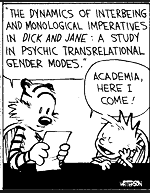 "THE DYNAMICS OF INTERBEING
AND MONOLOGICAL IMPERATIVES
IN DICK AND JANE : A STUDY
IN PSYCHIC TRANSRELATIONAL
GENDER MODES."
ACADEMIA,
HERE I
COME!
WATTERSON